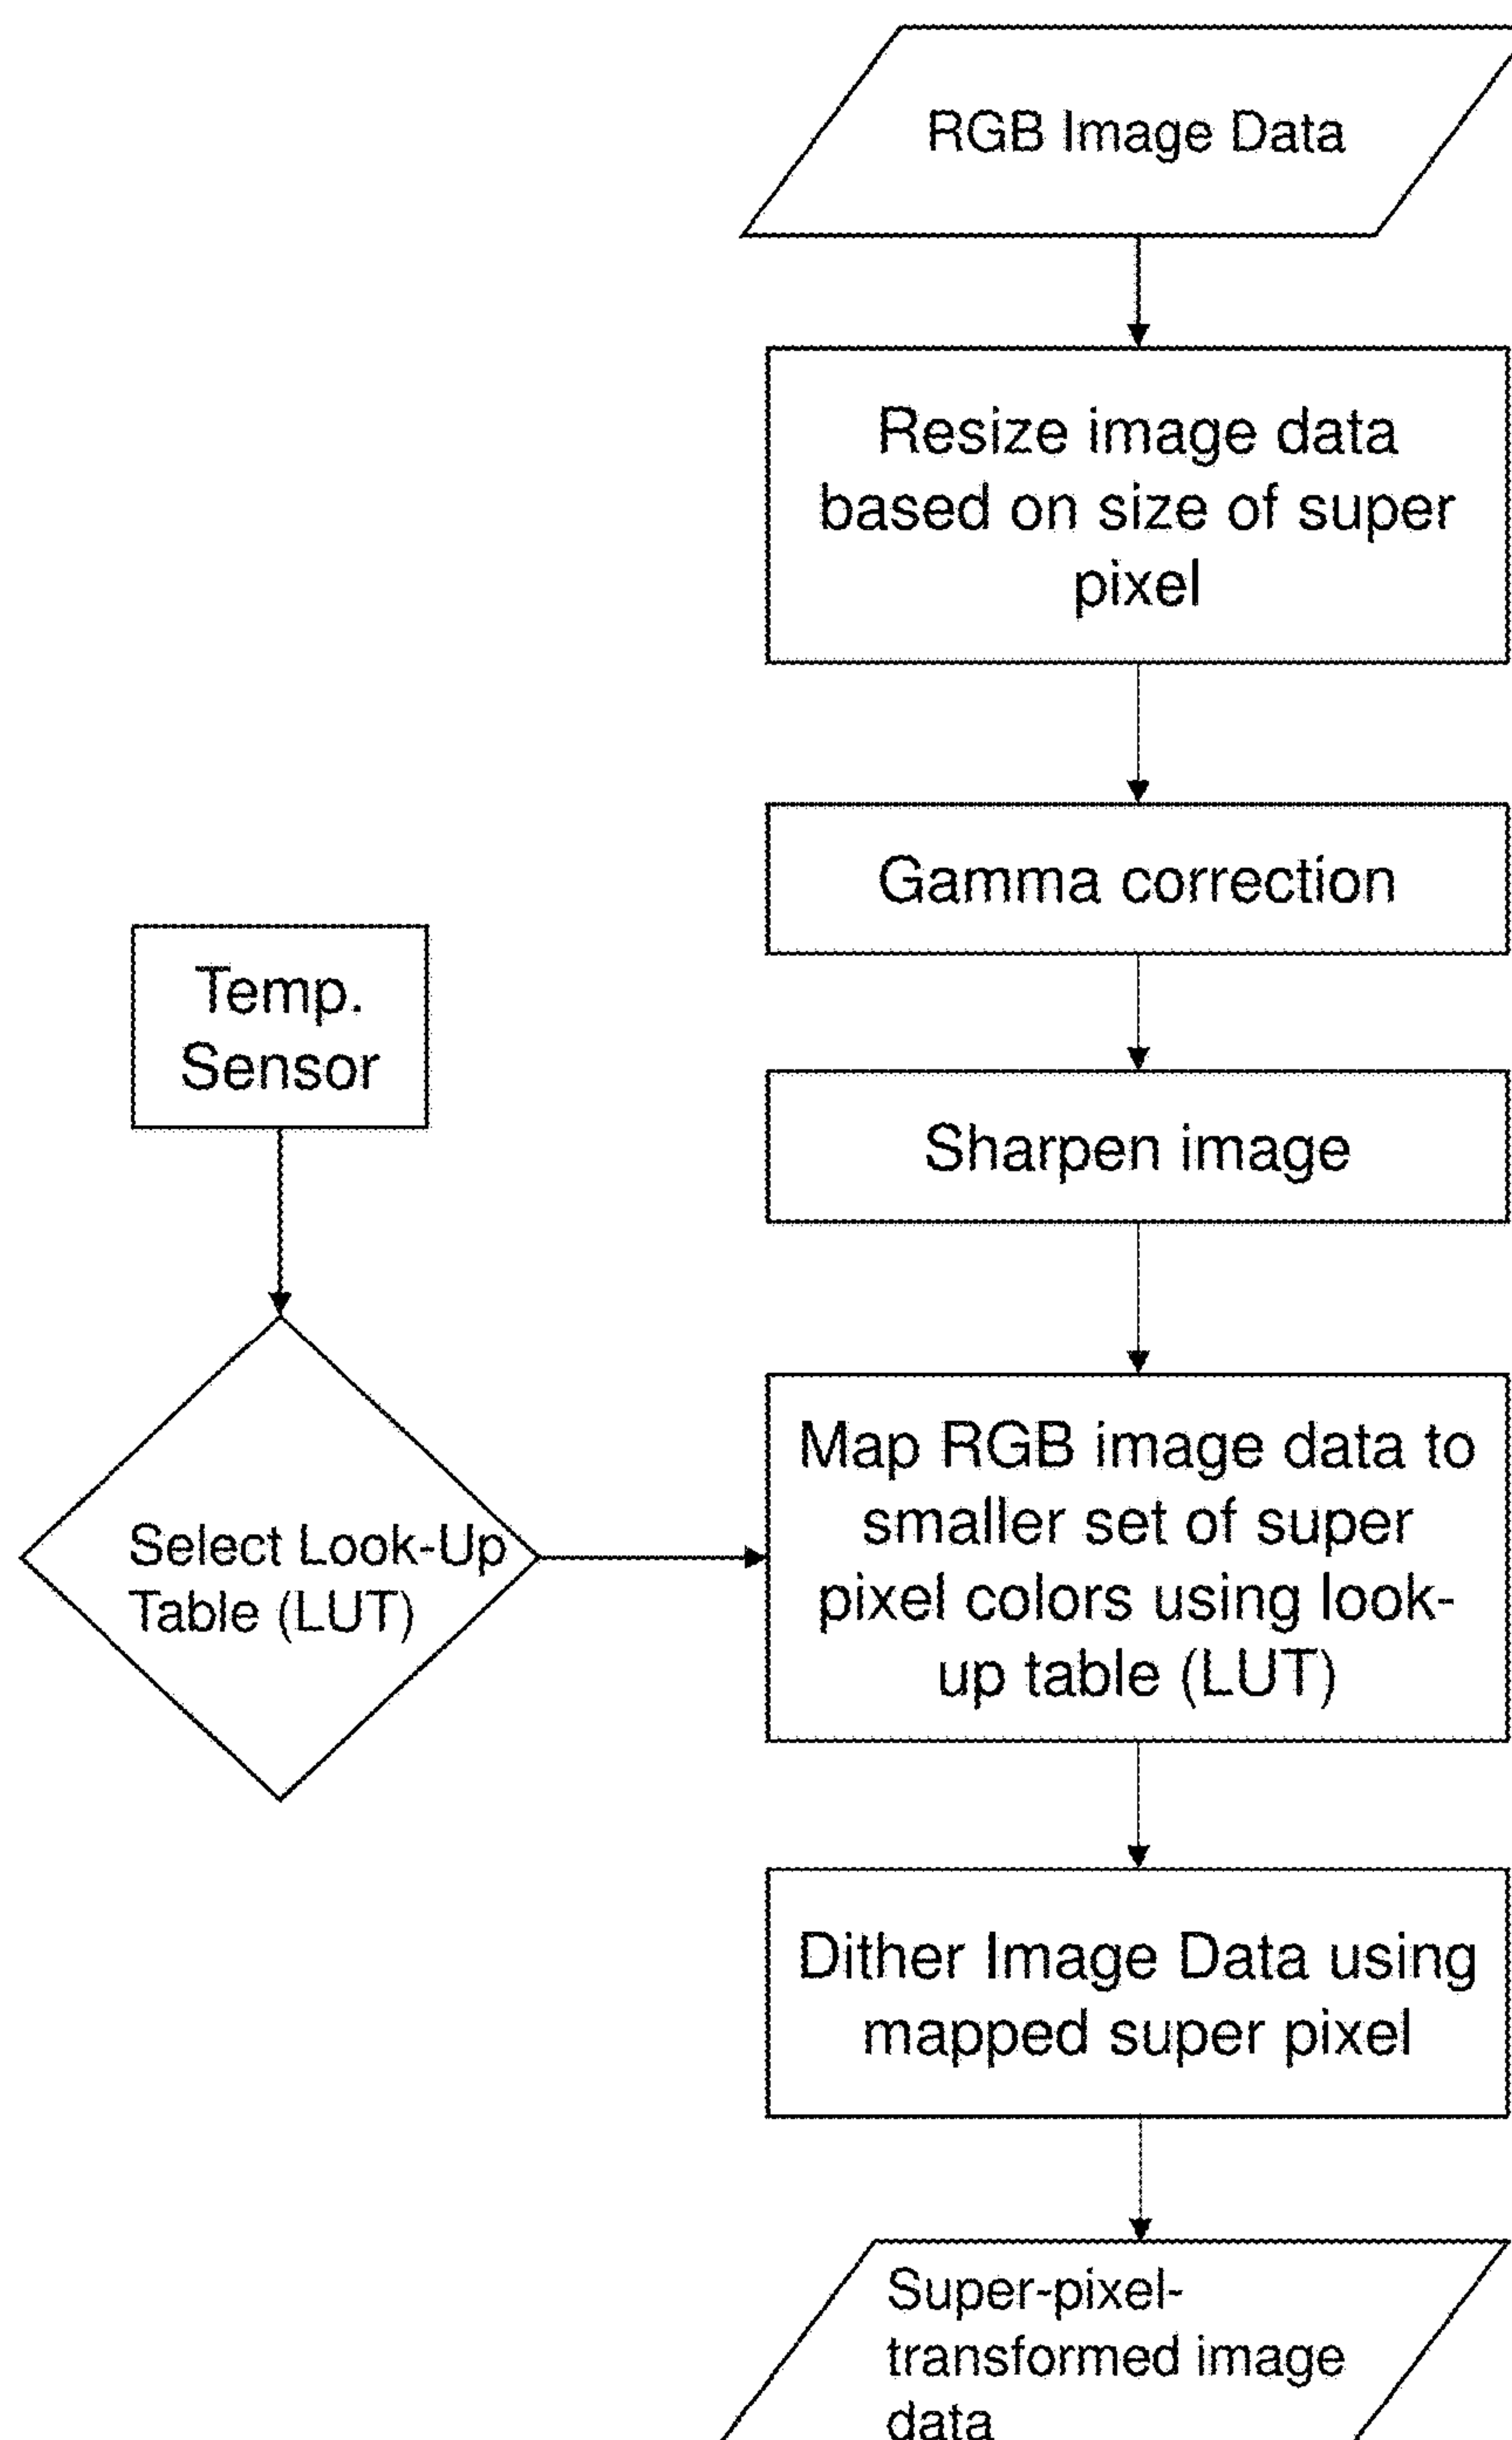 RGB Image Data
Resize image data
based on size of super
pixel
Gamma correction
Temp.
Sensor
Sharpen image
Select Look-Up
Table (LUT)
Map RGB image data to
smaller set of super
pixel colors using look-
up table (LUT)
Dither Image Data using
mapped super pixel
Super-pixel-
transformed image
data